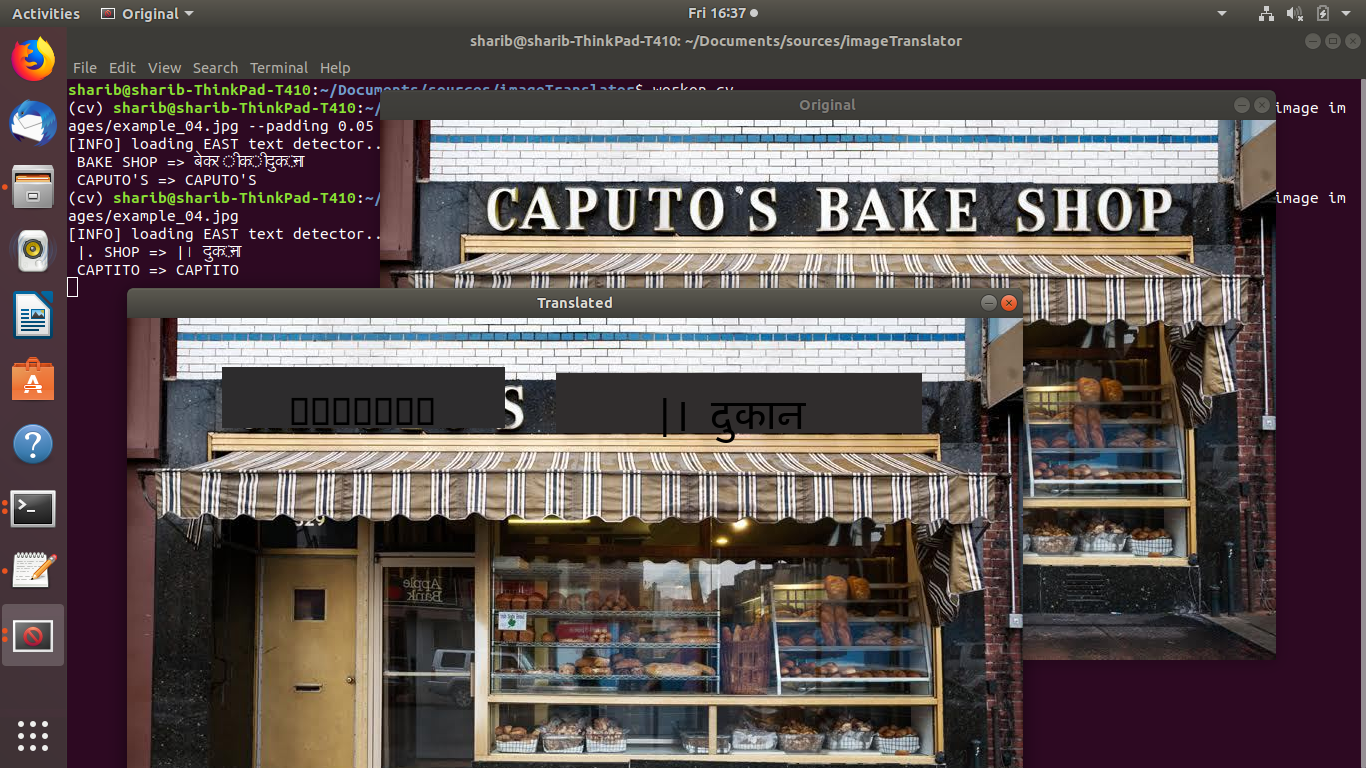 Activities Original Fri 16:37
sharib@sharib-ThinkPad-T410: ~/Documents/sources/imageTranslator
File Edit View Search Terminal Help
sharib@sharib-ThinkPad-T410:~/Documents/sources/imageTranslator$ workon cv
(cv) sharib@sharib-ThinkPad-T410:~/ image im
ages/example_04.jpg --padding 0.05
[INFO] loading EAST text detector..
BAKE SHOP => बेकरीकीदुकान
CAPUTO'S => CAPUTO'S
(cv) sharib@sharib-ThinkPad-T410:~/ image im
ages/example_04.jpg
[INFO] loading EAST text detector..
|. SHOP => |। दुकान
CAPTITO => CAPTITO
Original
CAPUTO'S BAKE SHOP
Translated
S
|। दुकान
329
Apple
Bank